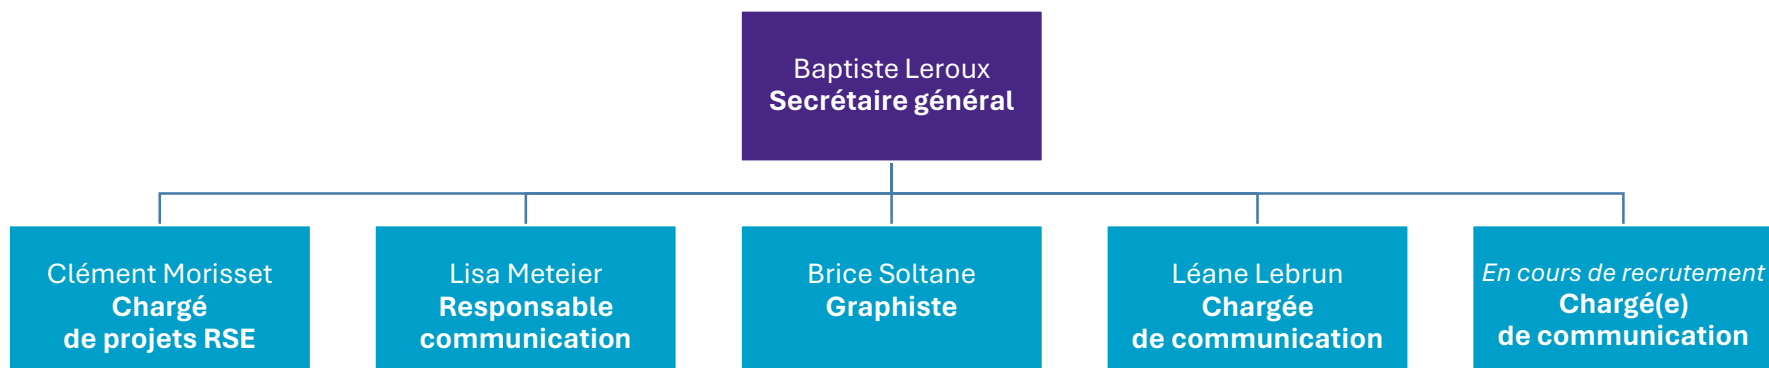 Baptiste Leroux
Secrétaire général
Clément Morisset
Chargé
de projets RSE
Lisa Meteier
Responsable
communication
Brice Soltane
Graphiste
Léane Lebrun
Chargée
de communication
En cours de recrutement
Chargé(e)
de communication